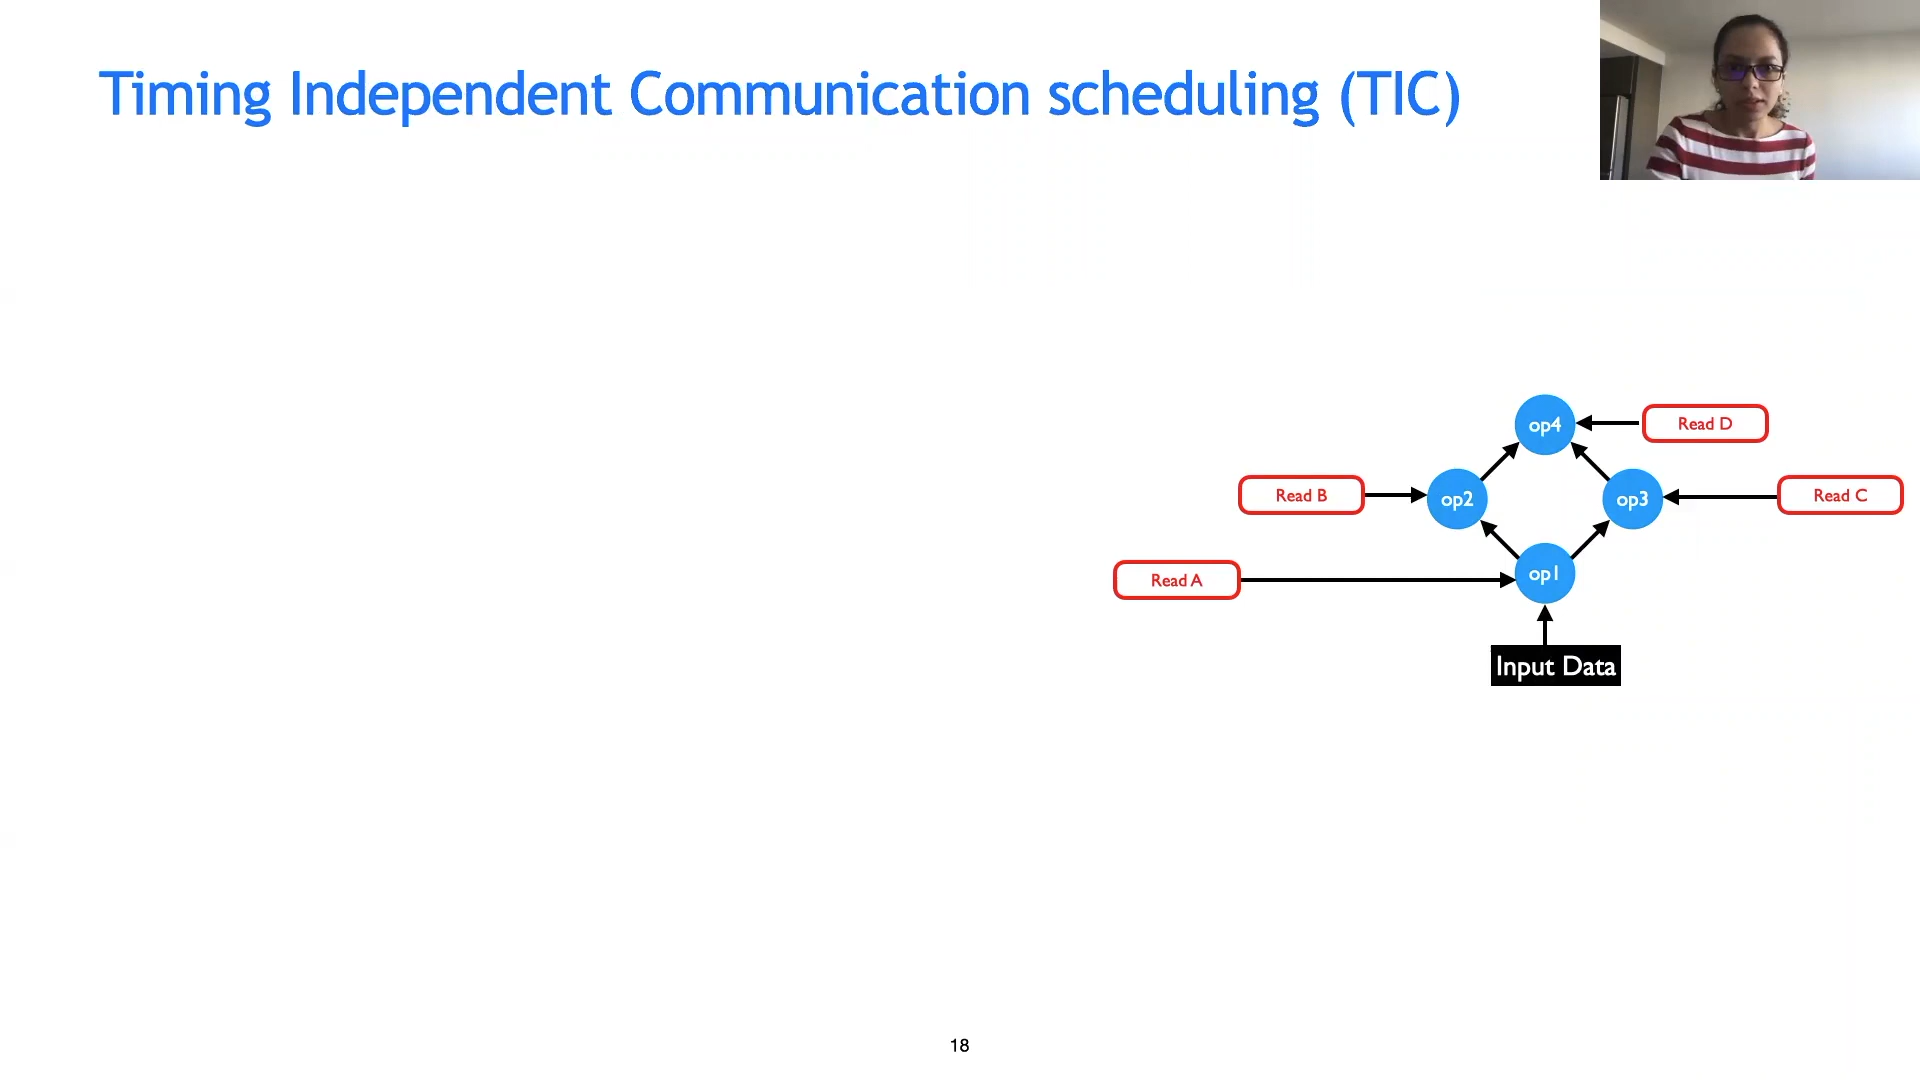 Timing Independent Communication scheduling (TIC)
op4
Read D
Read B
op2
op3
Read C
Read A
op1
Input Data
18